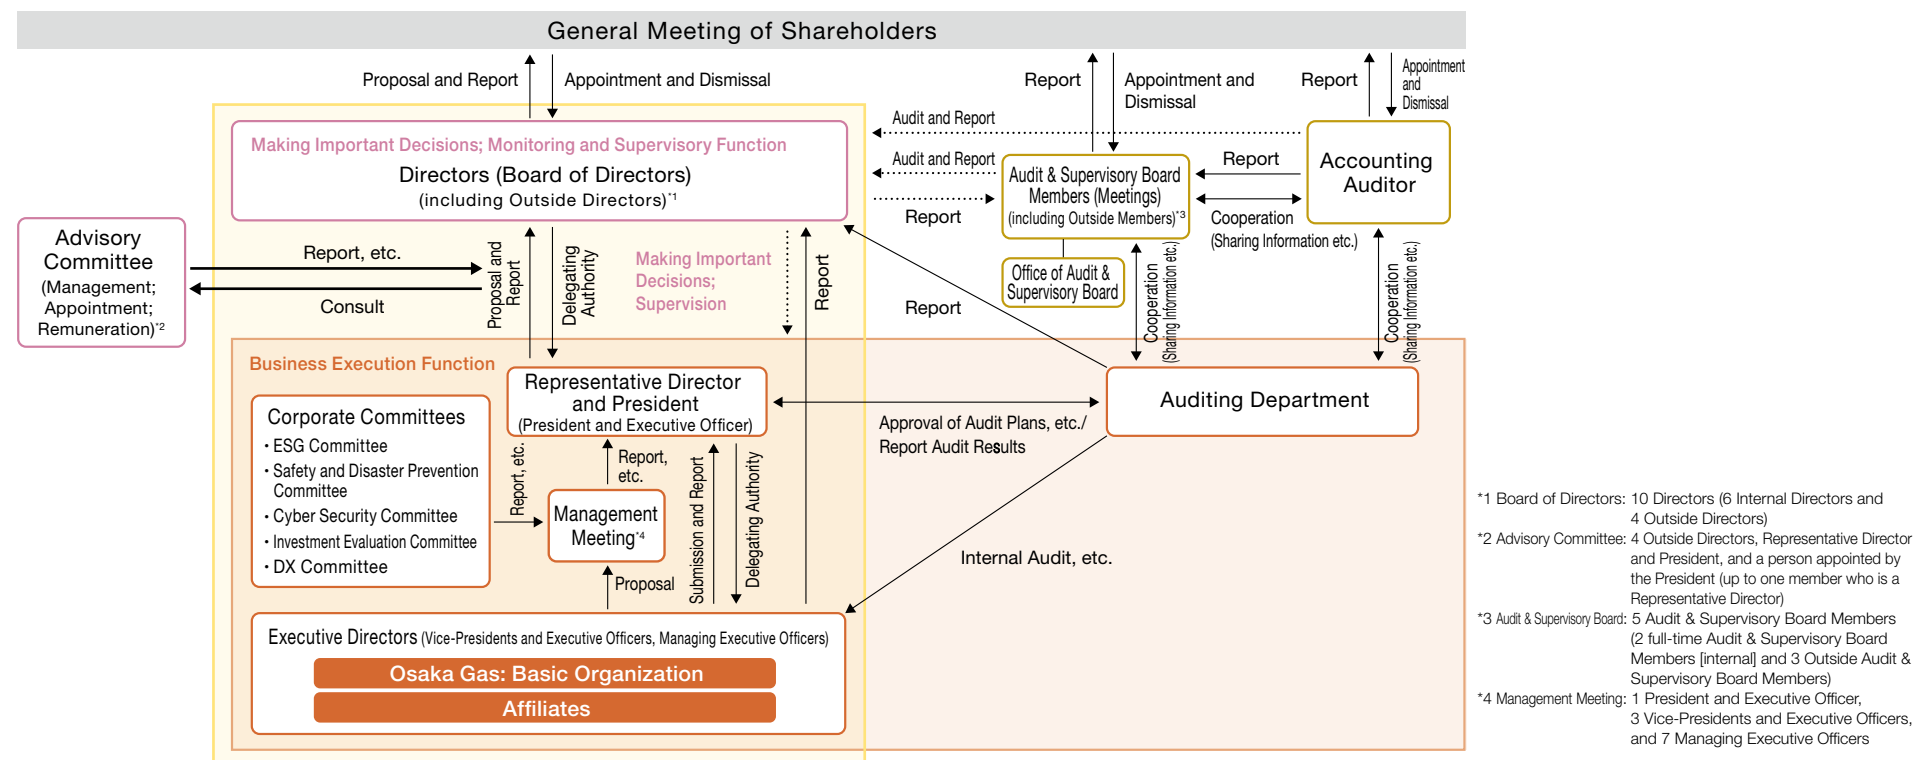 General Meeting of Shareholders
Proposal and Report
Appointment and Dismissal
Report
Appointment and
Dismissal
Report
Appointment
and
Dismissal
Making Important Decisions; Monitoring and Supervisory Function
Directors (Board of Directors)
(including Outside Directors)*1
Audit and Report
Audit and Report
Report
Audit & Supervisory Board
Members (Meetings)
(including Outside Members)*3
Report
Cooperation
(Sharing Information etc.)
Accounting
Auditor
Office of Audit &
Supervisory Board
Advisory
Committee
(Management;
Appointment;
Remuneration)*2
Report, etc.
Consult
Proposal and
Report
Delegating
Authority
Making Important
Decisions;
Supervision
Report
Report
Cooperation
(Sharing Information etc.)
Cooperation
(Sharing Information etc.)
Business Execution Function
Corporate Committees
• ESG Committee
• Safety and Disaster Prevention
Committee
• Cyber Security Committee
• Investment Evaluation Committee
• DX Committee
Representative Director
and President
(President and Executive Officer)
Approval of Audit Plans, etc./
Report Audit Results
Auditing Department
Report, etc.
Report,
etc.
Management
Meeting*4
Submission and Report
Delegating Authority
Proposal
Internal Audit, etc.
Executive Directors (Vice-Presidents and Executive Officers, Managing Executive Officers)
Osaka Gas: Basic Organization
Affiliates
*1 Board of Directors: 10 Directors (6 Internal Directors and
4 Outside Directors)
*2 Advisory Committee: 4 Outside Directors, Representative Director
and President, and a person appointed by
the President (up to one member who is a
Representative Director)
*3 Audit & Supervisory Board: 5 Audit & Supervisory Board Members
(2 full-time Audit & Supervisory Board
Members [internal] and 3 Outside Audit &
Supervisory Board Members)
*4 Management Meeting: 1 President and Executive Officer,
3 Vice-Presidents and Executive Officers,
and 7 Managing Executive Officers